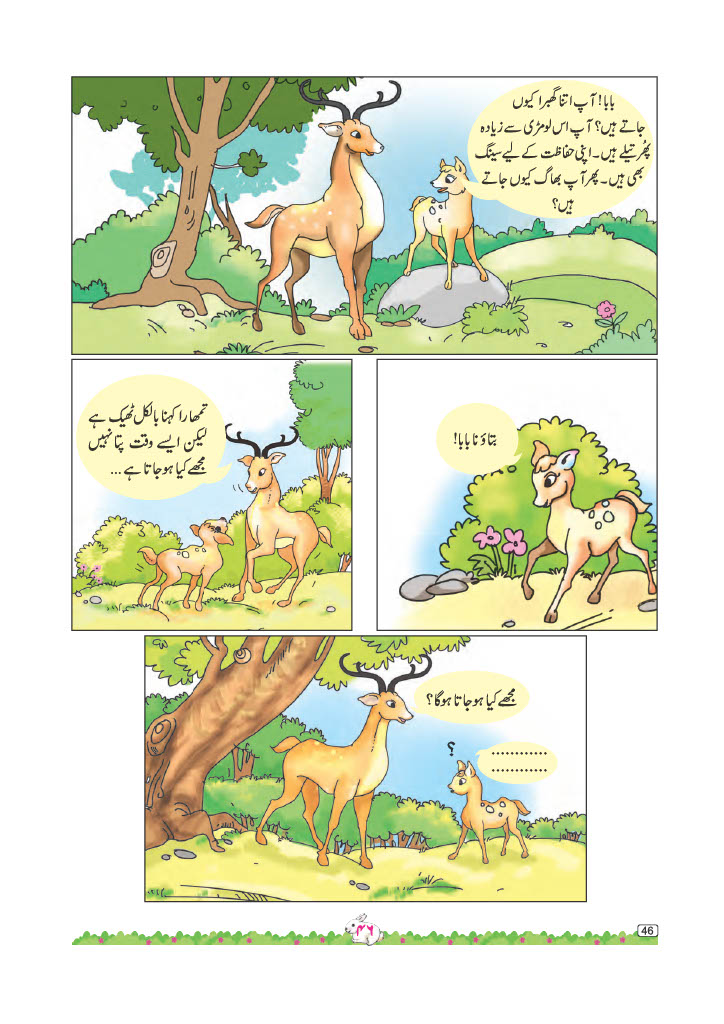 بابا! آپ اتنا گھبرا کیوں
جاتے ہیں؟ آپ اس لومڑی سے زیادہ
پھرتیلے ہیں۔ اپنی حفاظت کے لیے سینگ
بھی ہیں۔ پھر آپ بھاگ کیوں جاتے
ہیں؟
بتاؤ نا بابا!
تمھارا کہنا بالکل ٹھیک ہے
لیکن ایسے وقت پتا نہیں
مجھے کیا ہو جاتا ہے ...
مجھے کیا ہو جاتا ہوگا؟
؟
............
............
۴۶
46